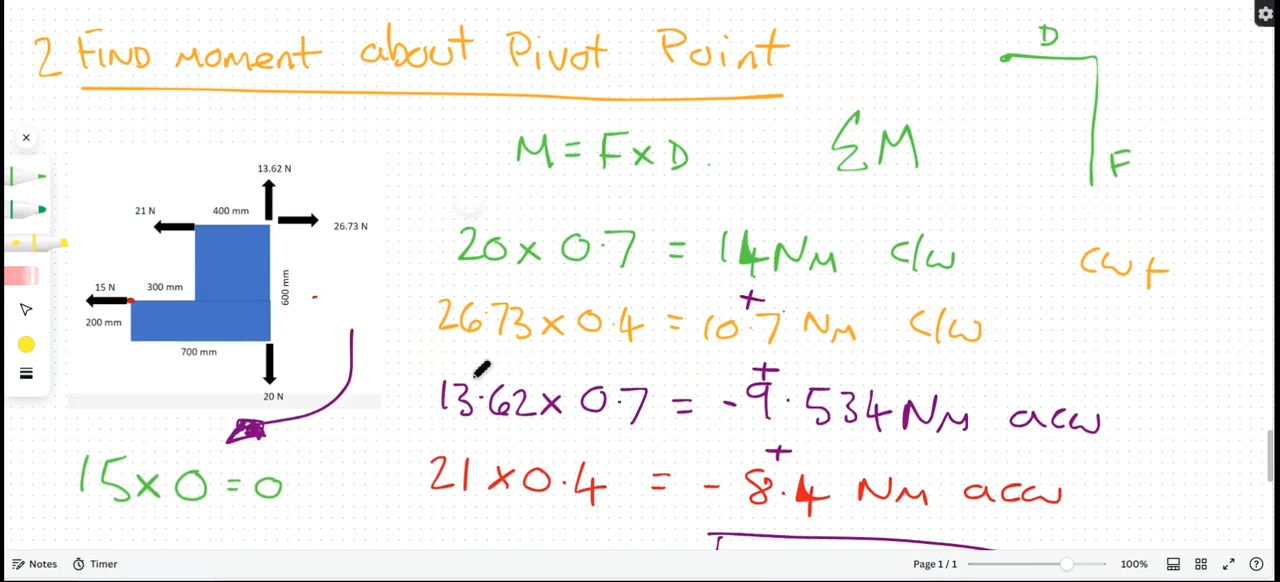 2 FIND moment about Pivot Point
D
M = F x D.
ΣM
F
13.62 N
21 N
400 mm
26.73 N
20 x 0.7 = 14 NM c/w
cw +
15 N
300 mm
600 mm
+
200 mm
26.73 x 0.4 = 10.7 NM c/w
700 mm
+
20 N
13.62 x 0.7 = - 9.534 NM acw
+
15 x 0 = 0
21 x 0.4 = - 8.4 NM acw
Notes
Timer
Page 1 / 1
100%